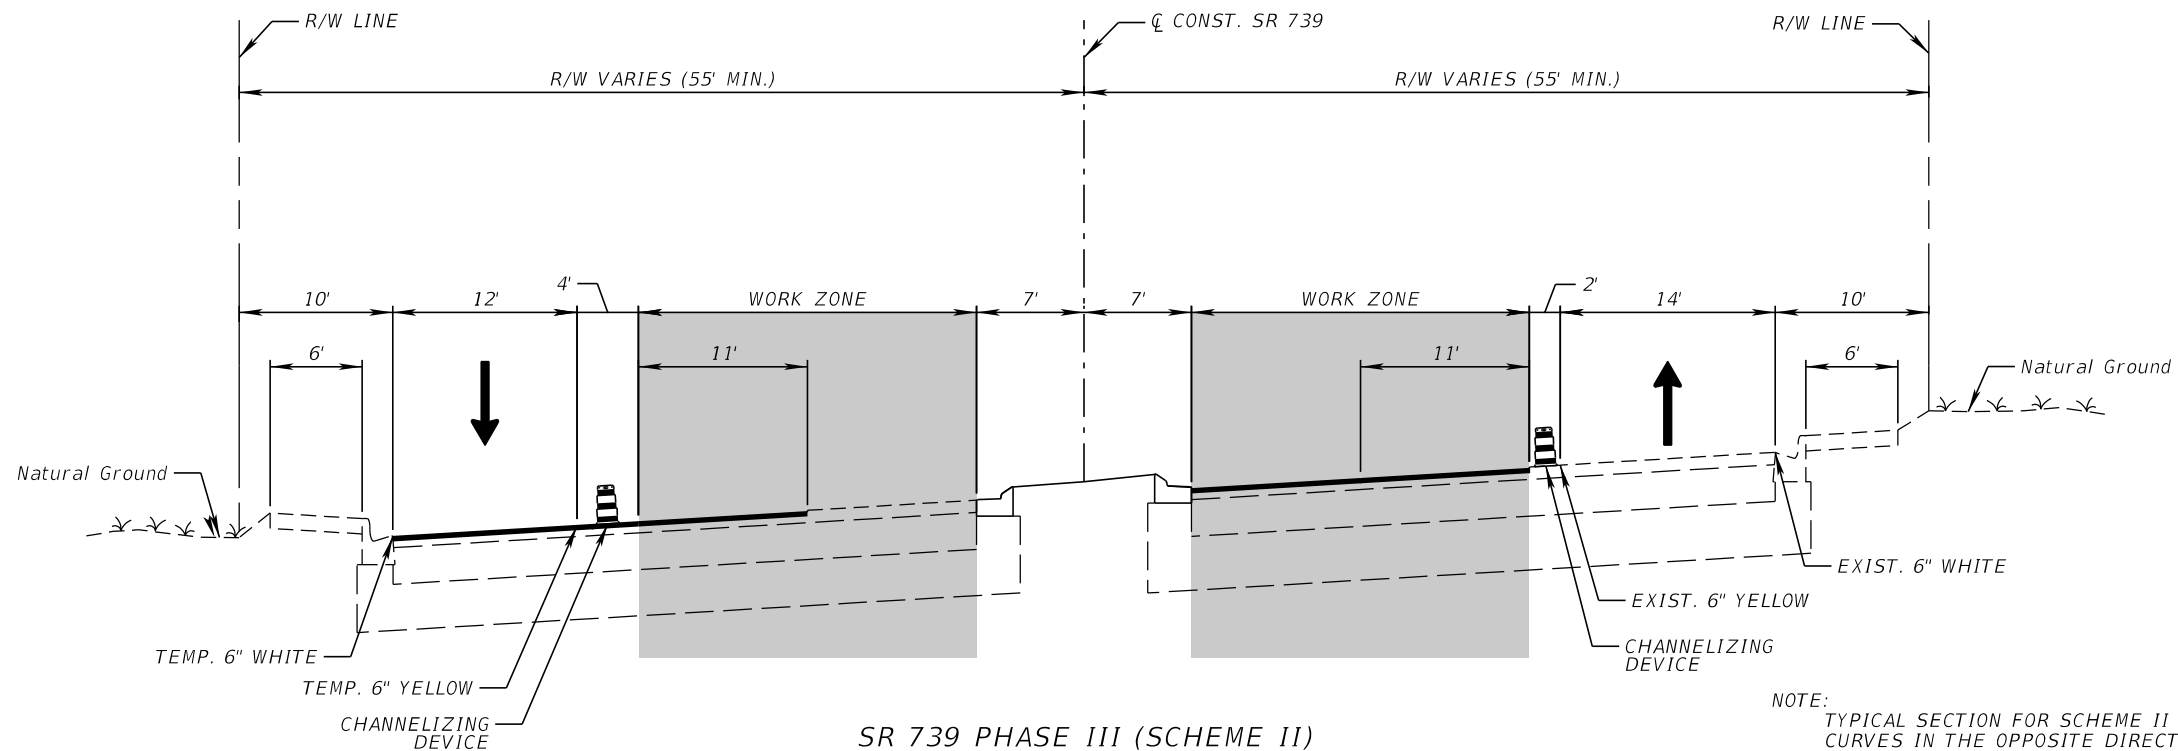 R/W LINE
℄ CONST. SR 739
R/W LINE
R/W VARIES (55' MIN.)
R/W VARIES (55' MIN.)
4'
2'
10'
12'
WORK ZONE
7'
7'
WORK ZONE
14'
10'
6'
11'
11'
6'
Natural Ground
Natural Ground
EXIST. 6" WHITE
EXIST. 6" YELLOW
CHANNELIZING
DEVICE
TEMP. 6" WHITE
TEMP. 6" YELLOW
CHANNELIZING
DEVICE
SR 739 PHASE III (SCHEME II)
NOTE:
TYPICAL SECTION FOR SCHEME II
CURVES IN THE OPPOSITE DIRECT